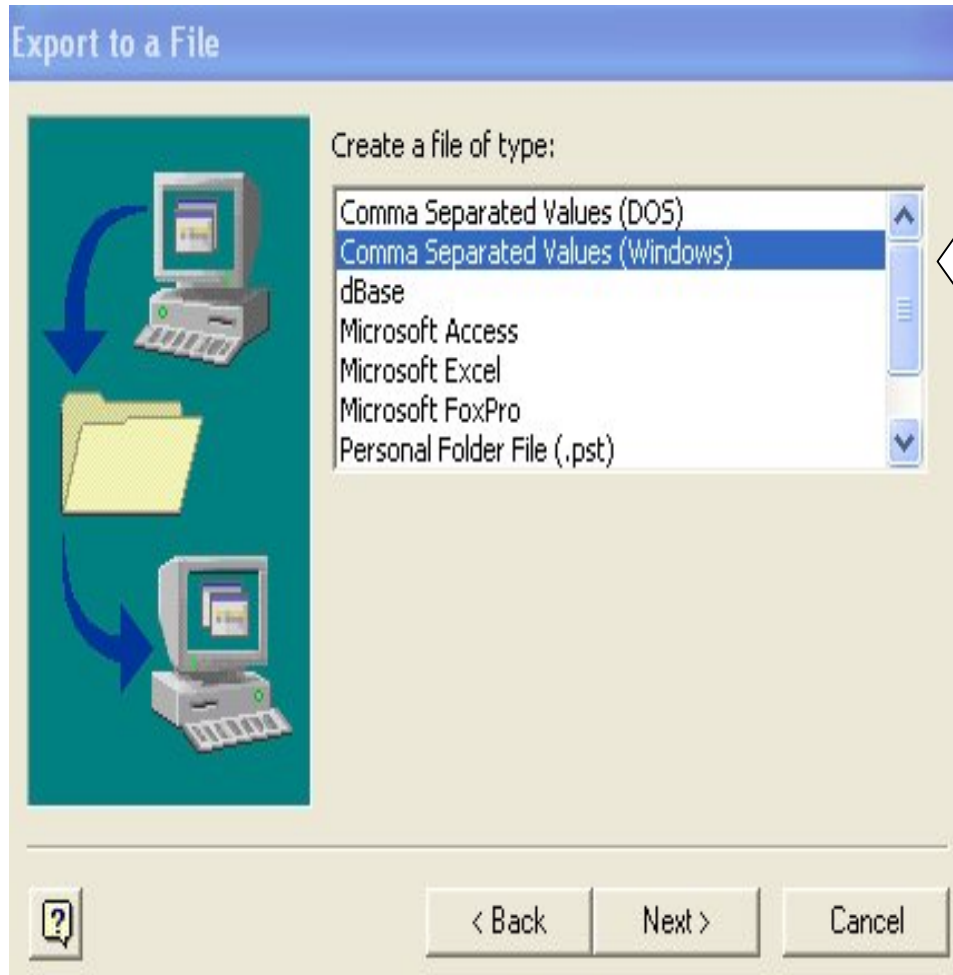 Export to a File
Create a file of type:
Comma Separated Values (DOS)
Comma Separated Values (Windows)
dBase
Microsoft Access
Microsoft Excel
Microsoft FoxPro
Personal Folder File (.pst)
?
< Back
Next >
Cancel